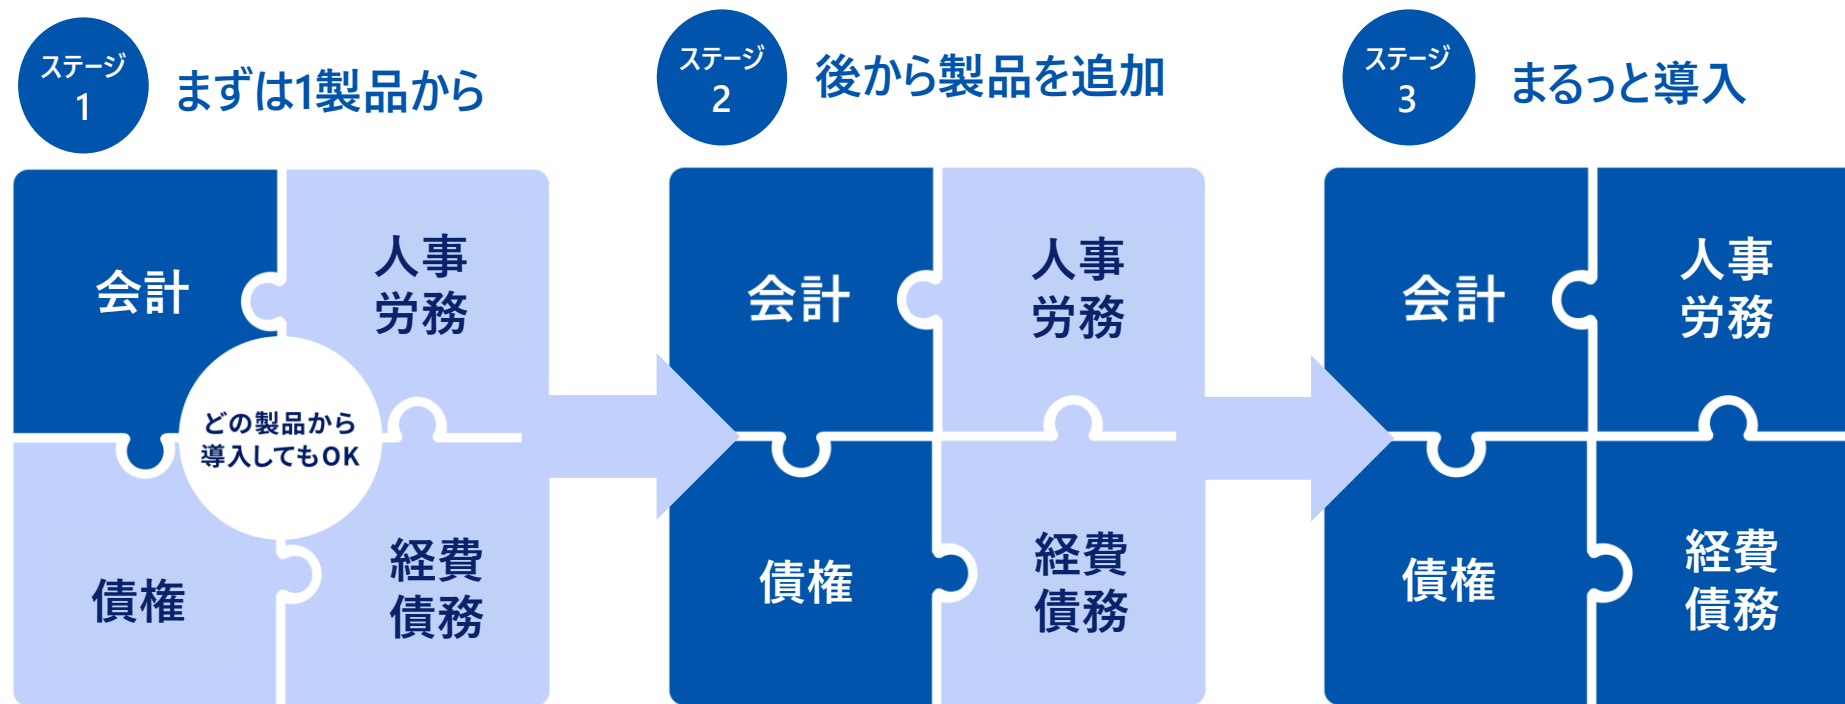 ステージ
1
まずは1製品から
ステージ
2
後から製品を追加
ステージ
3
まるっと導入
会計
人事
労務
どの製品から
導入してもOK
債権
経費
債務
会計
人事
労務
債権
経費
債務
会計
人事
労務
債権
経費
債務